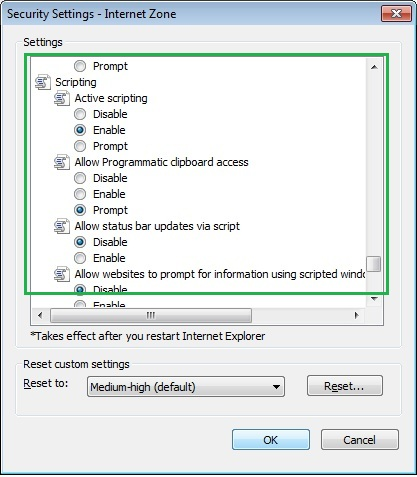 Security Settings - Internet Zone
Settings
Prompt
Scripting
Active scripting
Disable
Enable
Prompt
Allow Programmatic clipboard access
Disable
Enable
Prompt
Allow status bar updates via script
Disable
Enable
Allow websites to prompt for information using scripted windo
Disable
Enable
*Takes effect after you restart Internet Explorer
Reset custom settings
Reset to: Medium-high (default) Reset...
OK Cancel